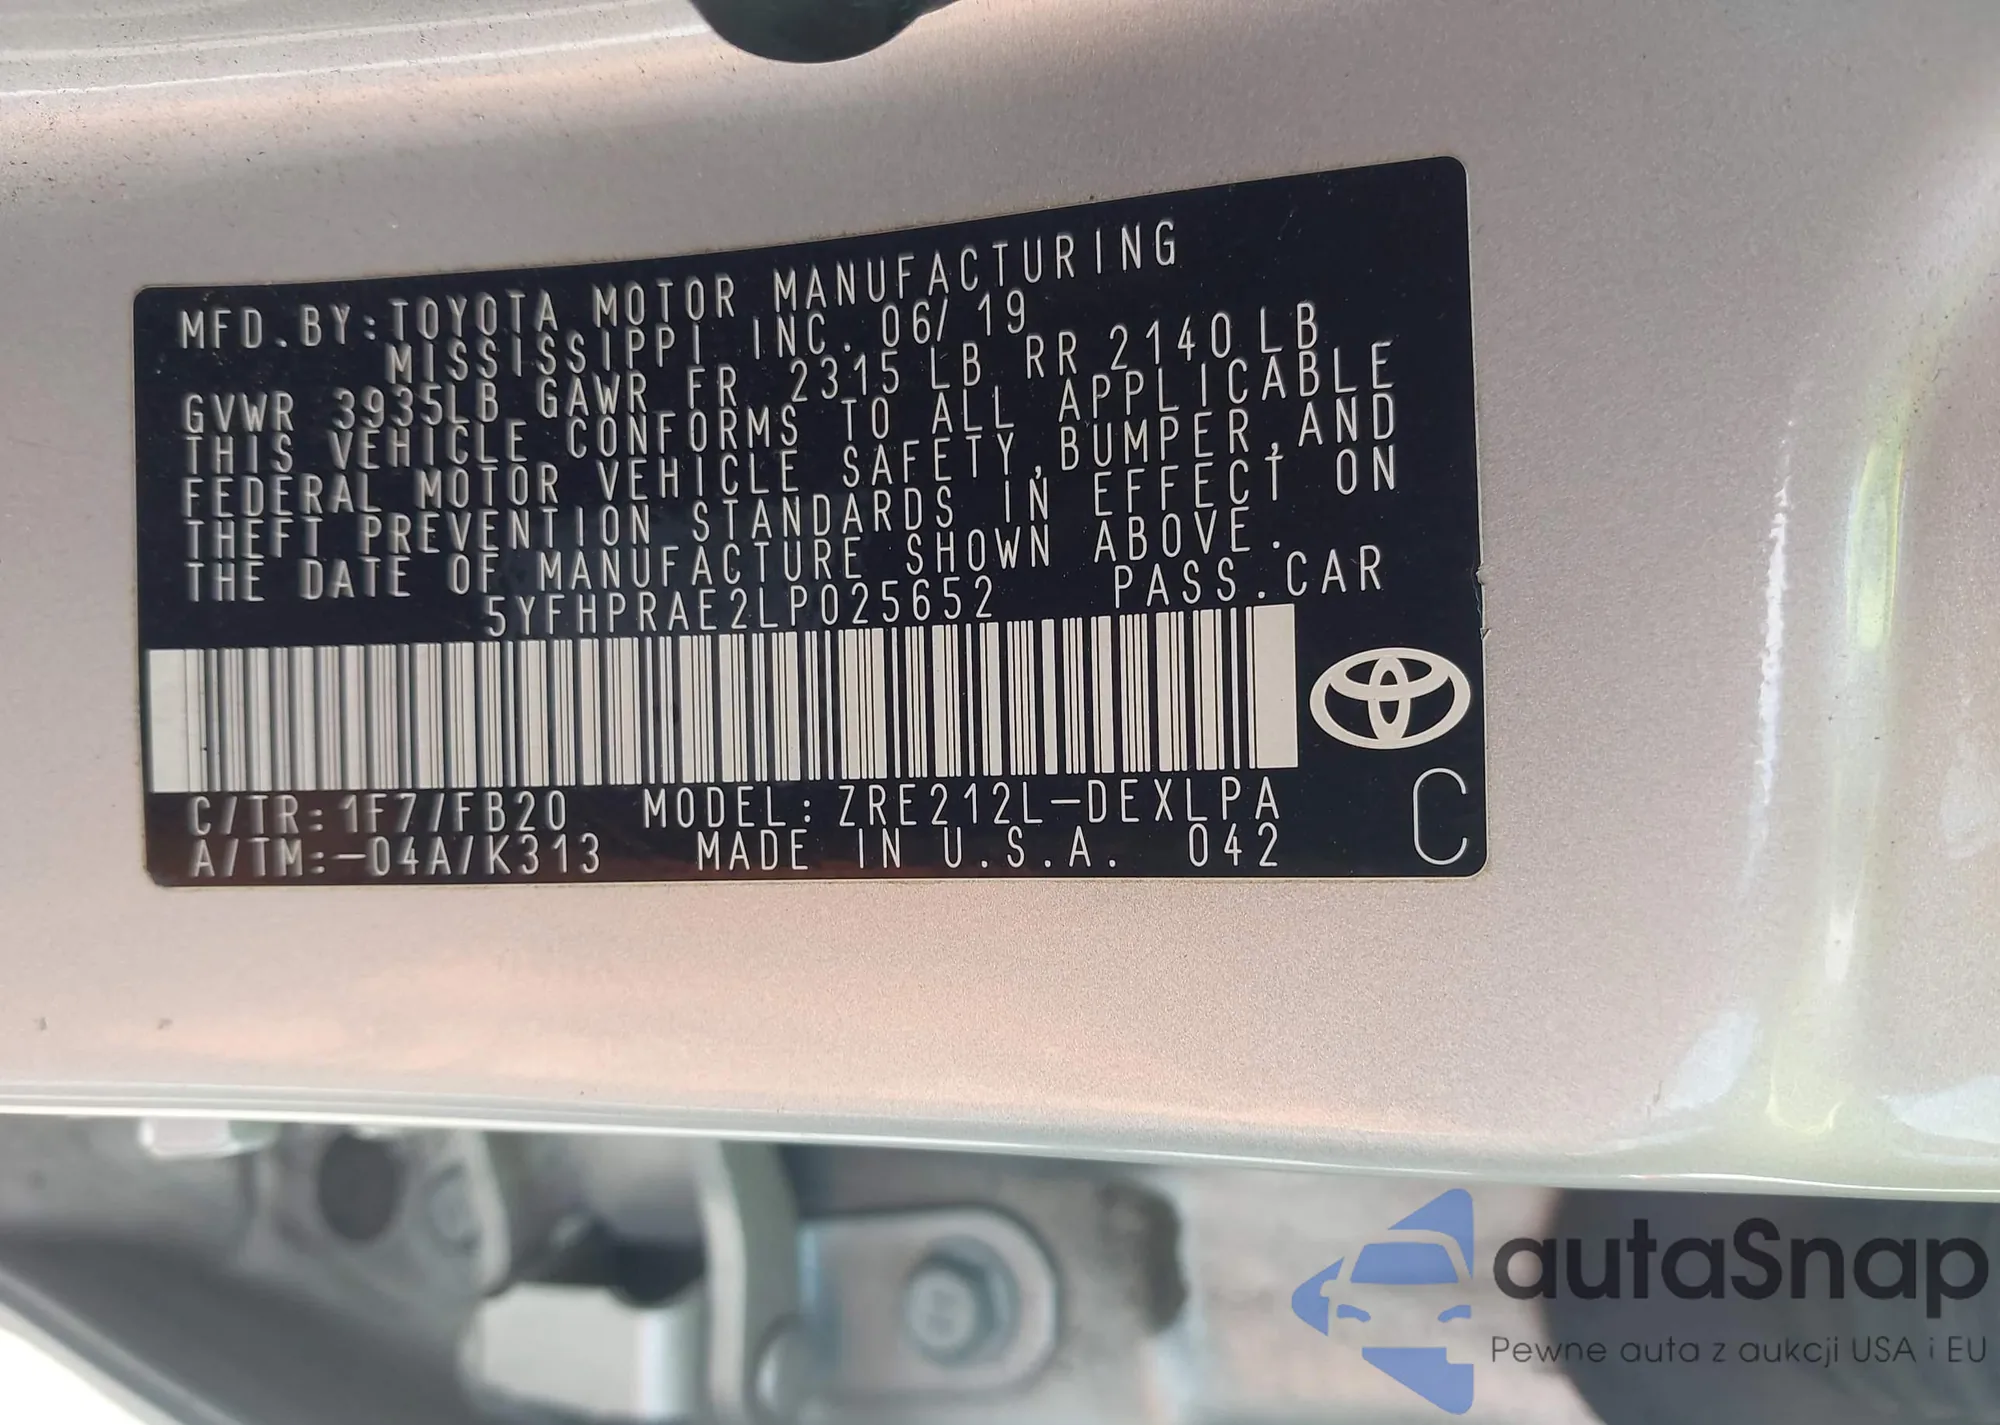 MFD.BY:TOYOTA MOTOR MANUFACTURING
MISSISSIPPI INC. 06/19
GVWR 3935LB GAWR FR 2315 LB RR 2140 LB
THIS VEHICLE CONFORMS TO ALL APPLICABLE
FEDERAL MOTOR VEHICLE SAFETY,BUMPER,AND
THEFT PREVENTION STANDARDS IN EFFECT ON
THE DATE OF MANUFACTURE SHOWN ABOVE.
5YFHPRAE2LP025652 PASS.CAR
C/TR:1F7/FB20 MODEL:ZRE212L-DEXLPA
A/TM:-04A/K313 MADE IN U.S.A. 042
C
autaSnap
Pewne auta z aukcji USA i EU